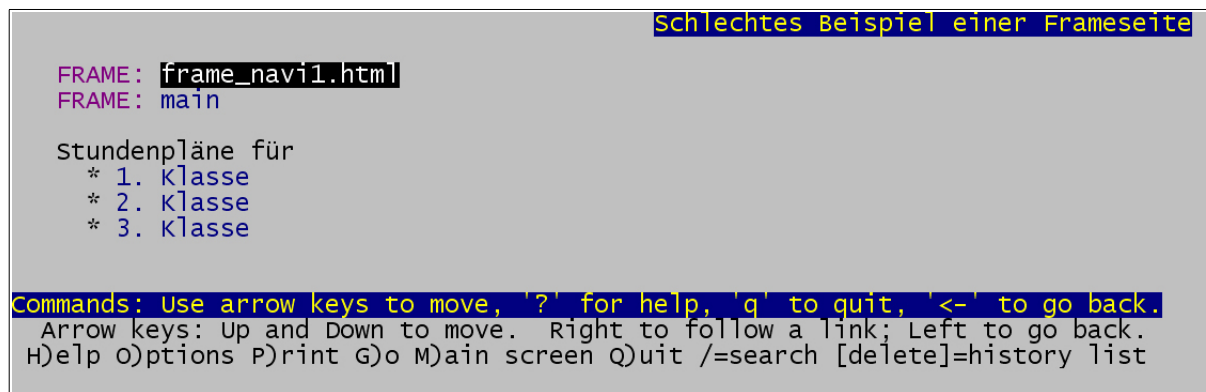 Schlechtes Beispiel einer Frameseite
FRAME: frame_navi1.html
FRAME: main
Stundenpläne für
* 1. Klasse
* 2. Klasse
* 3. Klasse
Commands: Use arrow keys to move, '?' for help, 'q' to quit, '<-' to go back.
Arrow keys: Up and Down to move. Right to follow a link; Left to go back.
H)elp O)ptions P)rint G)o M)ain screen Q)uit /=search [delete]=history list